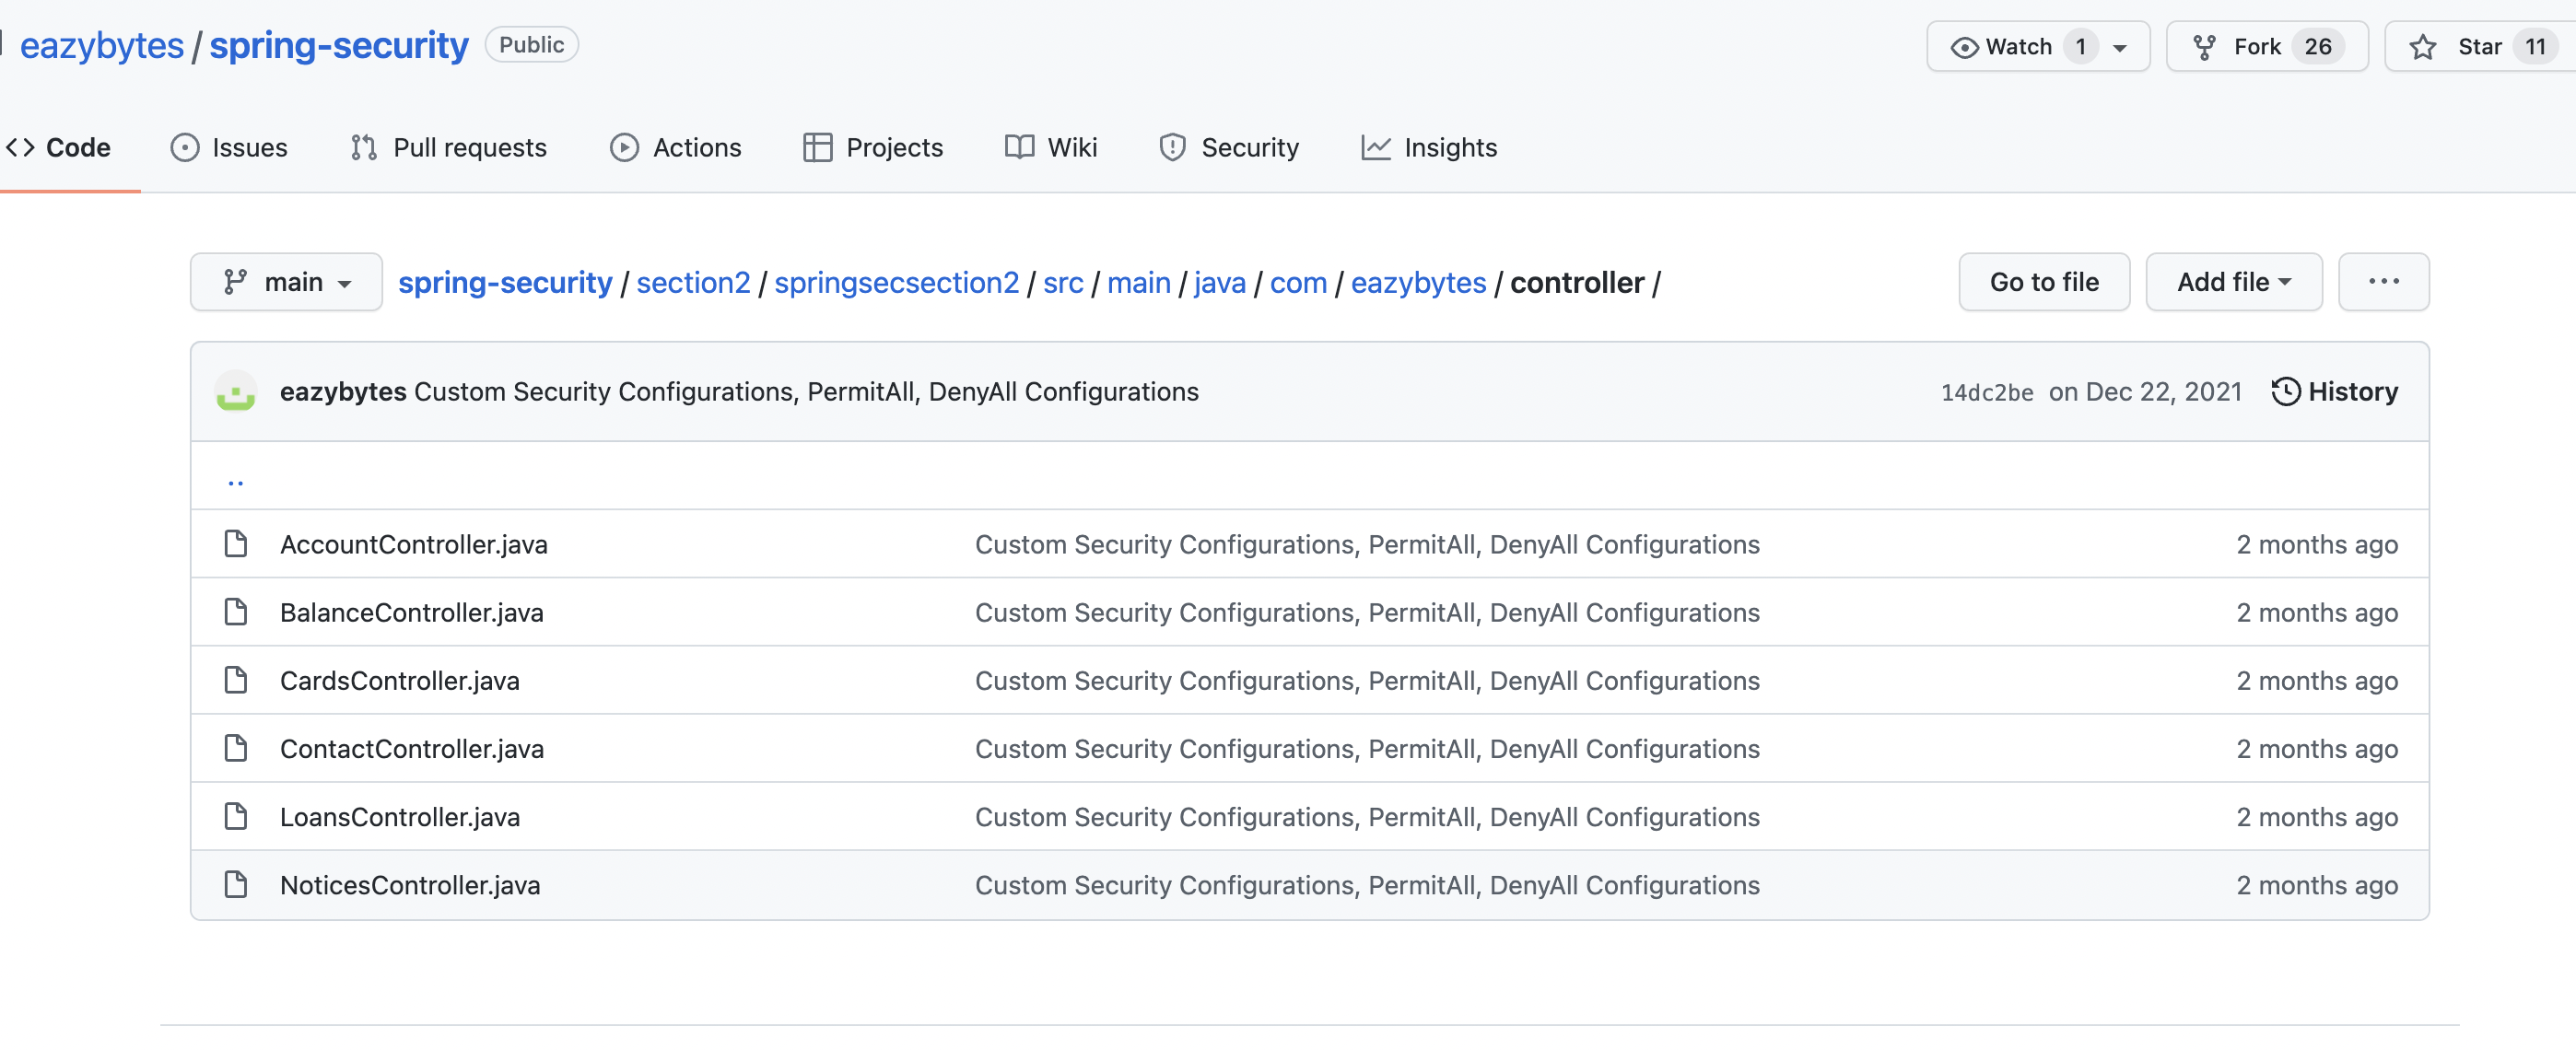 eazybytes / spring-security Public Watch 1 Fork 26 Star 11
Code Issues Pull requests Actions Projects Wiki Security Insights
main spring-security / section2 / springsecsection2 / src / main / java / com / eazybytes / controller / Go to file Add file ...
eazybytes Custom Security Configurations, PermitAll, DenyAll Configurations 14dc2be on Dec 22, 2021 History
..
AccountController.java Custom Security Configurations, PermitAll, DenyAll Configurations 2 months ago
BalanceController.java Custom Security Configurations, PermitAll, DenyAll Configurations 2 months ago
CardsController.java Custom Security Configurations, PermitAll, DenyAll Configurations 2 months ago
ContactController.java Custom Security Configurations, PermitAll, DenyAll Configurations 2 months ago
LoansController.java Custom Security Configurations, PermitAll, DenyAll Configurations 2 months ago
NoticesController.java Custom Security Configurations, PermitAll, DenyAll Configurations 2 months ago